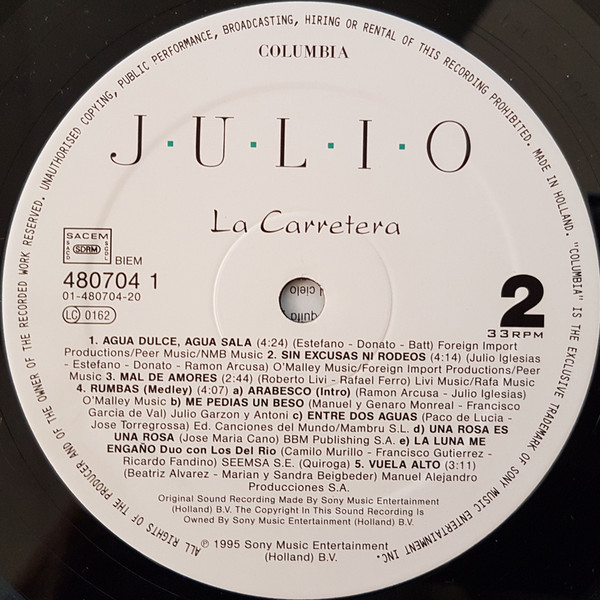 UNAUTHORISED COPYING, PUBLIC PERFORMANCE, BROADCASTING, HIRING OR RENTAL OF THIS RECORDING PROHIBITED. MADE IN HOLLAND. "COLUMBIA" IS THE EXCLUSIVE TRADEMARK OF SONY MUSIC ENTERTAINMENT INC.
ALL RIGHTS OF THE PRODUCER AND OF THE OWNER OF THE RECORDED WORK RESERVED.
COLUMBIA
J·U·L·I·O
La Carretera
SACEM
SACD SDRM SCDL
BIEM
480704 1
01-480704-20
LC 0162
2
33RPM
cielo
quila
1. AGUA DULCE, AGUA SALA (4:24) (Estefano - Donato - Batt) Foreign Import
Productions/Peer Music/NMB Music 2. SIN EXCUSAS NI RODEOS (4:14) (Julio Iglesias
- Estefano - Donato - Ramon Arcusa) O'Malley Music/Foreign Import Productions/Peer
Music 3. MAL DE AMORES (2:44) (Roberto Livi - Rafael Ferro) Livi Music/Rafa Music
4. RUMBAS (Medley) (4:07) a) ARABESCO (Intro) (Ramon Arcusa - Julio Iglesias)
O'Malley Music b) ME PEDIAS UN BESO (Manuel y Genaro Monreal - Francisco
Garcia de Val) Julio Garzon y Antoni c) ENTRE DOS AGUAS (Paco de Lucia -
Jose Torregrossa) Ed. Canciones del Mundo/Mambru S.L. d) UNA ROSA ES
UNA ROSA (Jose Maria Cano) BBM Publishing S.A. e) LA LUNA ME
ENGAÑO Duo con Los Del Rio (Camilo Murillo - Francisco Gutierrez -
Ricardo Fandino) SEEMSA S.E. (Quiroga) 5. VUELA ALTO (3:11)
(Beatriz Alvarez - Marian y Sandra Beigbeder) Manuel Alejandro
Producciones S.A.
Original Sound Recording Made By Sony Music Entertainment
(Holland) B.V. The Copyright In This Sound Recording Is
Owned By Sony Music Entertainment (Holland) B.V.
℗ 1995 Sony Music Entertainment
(Holland) B.V.